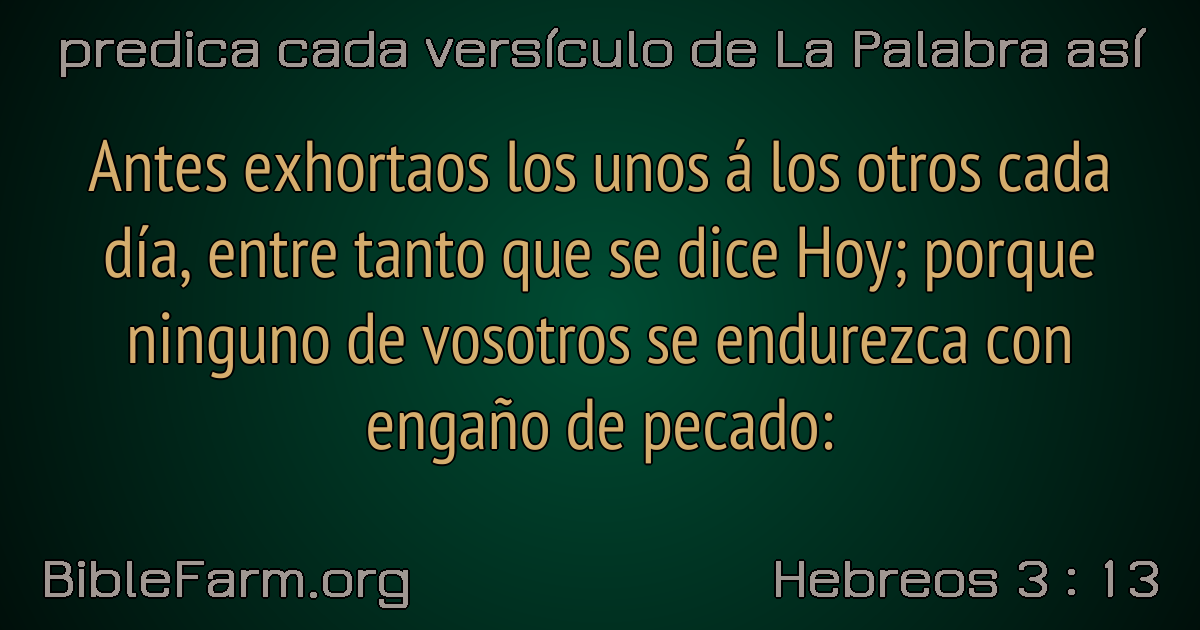 predica cada versículo de La Palabra así
Antes exhortaos los unos á los otros cada
día, entre tanto que se dice Hoy; porque
ninguno de vosotros se endurezca con
engaño de pecado:
BibleFarm.org
Hebreos 3 : 13